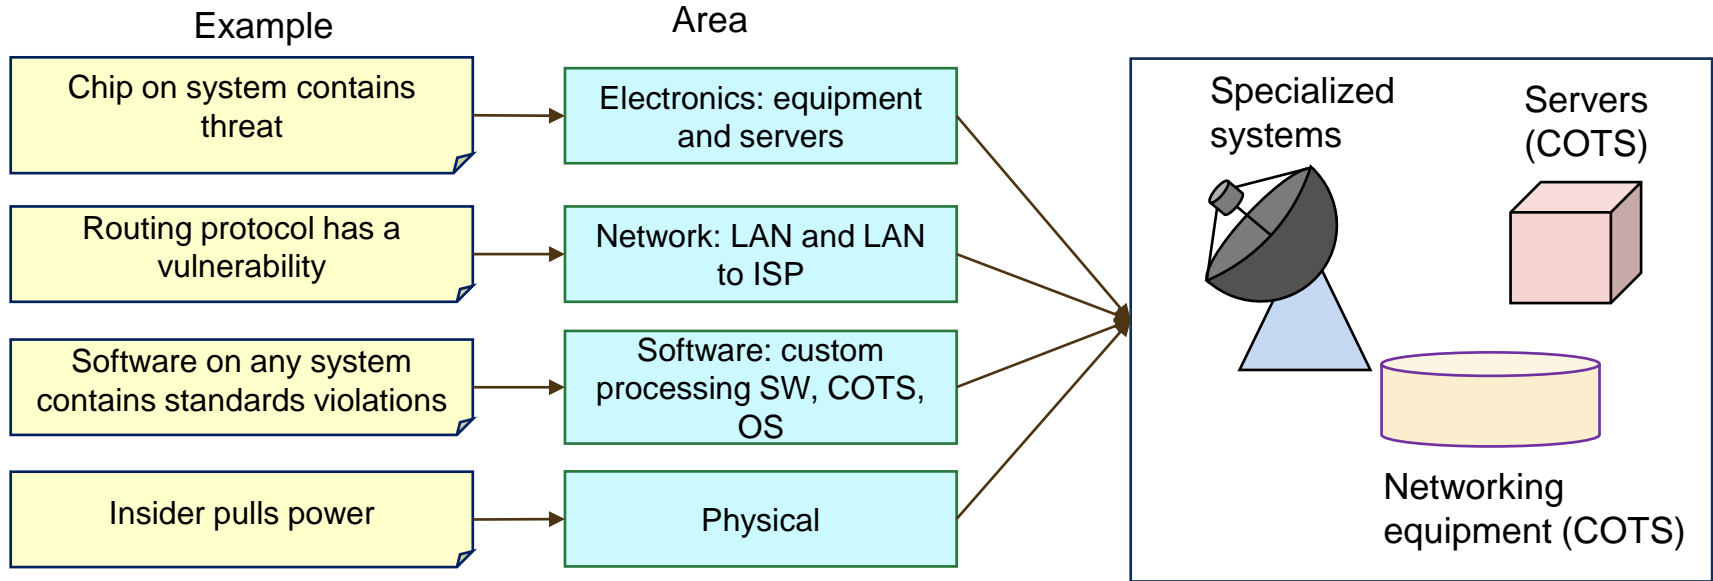 Example
Area
Chip on system contains
threat
Electronics: equipment
and servers
Routing protocol has a
vulnerability
Network: LAN and LAN
to ISP
Software on any system
contains standards violations
Software: custom
processing SW, COTS,
OS
Insider pulls power
Physical
Specialized
systems
Servers
(COTS)
Networking
equipment (COTS)